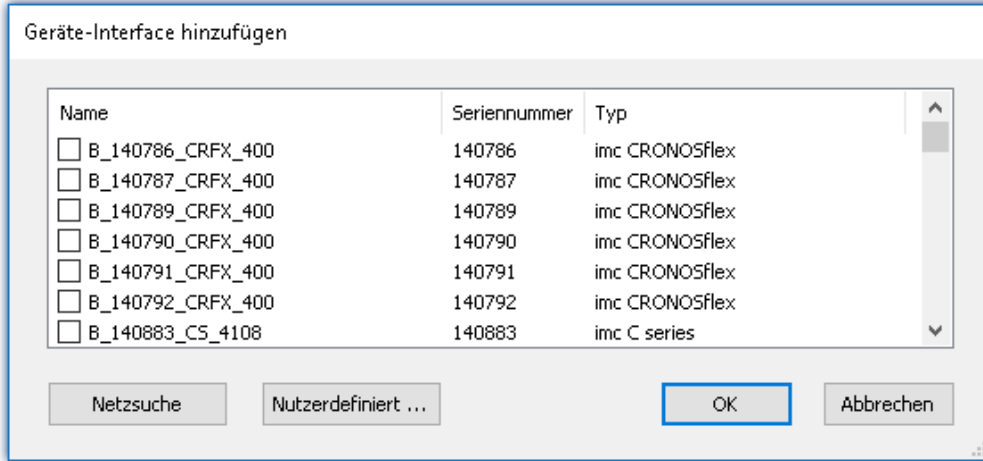 Geräte-Interface hinzufügen
Name Seriennummer Typ
B_140786_CRFX_400 140786 imc CRONOSflex
B_140787_CRFX_400 140787 imc CRONOSflex
B_140789_CRFX_400 140789 imc CRONOSflex
B_140790_CRFX_400 140790 imc CRONOSflex
B_140791_CRFX_400 140791 imc CRONOSflex
B_140792_CRFX_400 140792 imc CRONOSflex
B_140883_CS_4108 140883 imc C series
Netzsuche Nutzerdefiniert ... OK Abbrechen